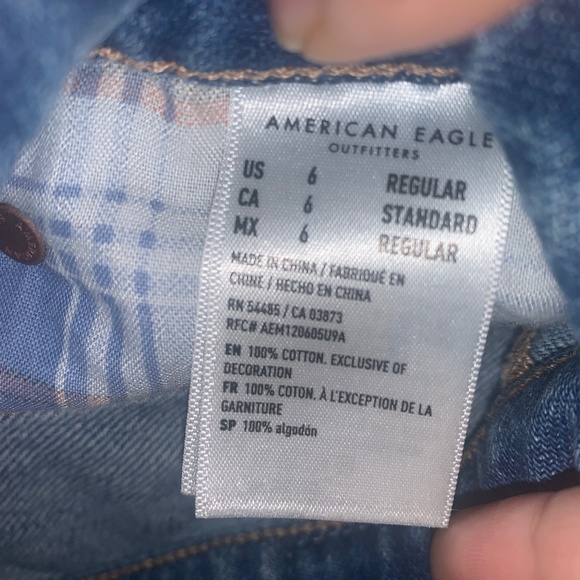 AMERICAN EAGLE
OUTFITTERS
US 6 REGULAR
CA 6 STANDARD
MX 6 REGULAR
MADE IN CHINA / FABRIQUÉ EN
CHINE / HECHO EN CHINA
RN 54485 / CA 03873
RFC# AEM120605U9A
EN 100% COTTON. EXCLUSIVE OF
DECORATION
FR 100% COTON. À L'EXCEPTION DE LA
GARNITURE
SP 100% algodón